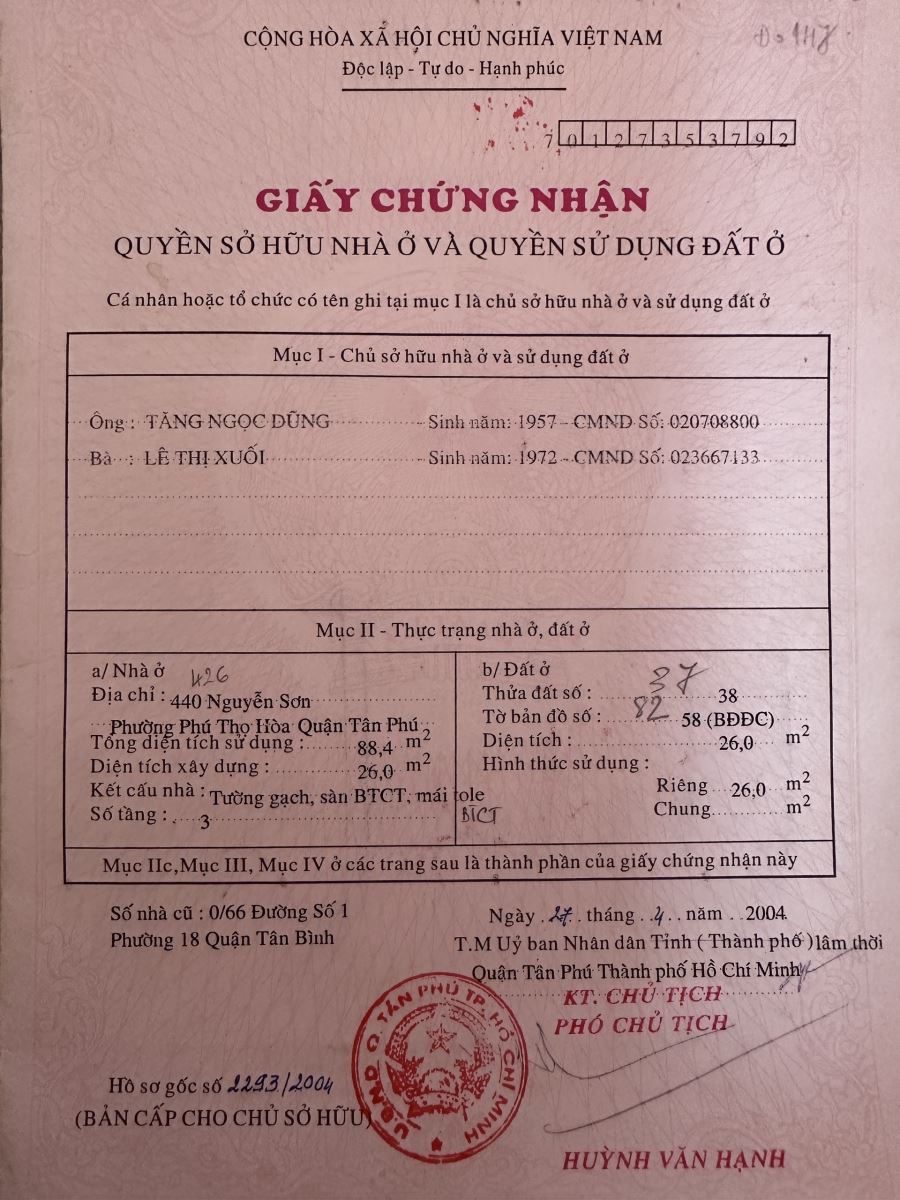 CỘNG HÒA XÃ HỘI CHỦ NGHĨA VIỆT NAM
Độc lập - Tự do - Hạnh phúc
7 0 1 2 7 3 5 3 7 9 2
GIẤY CHỨNG NHẬN
QUYỀN SỞ HỮU NHÀ Ở VÀ QUYỀN SỬ DỤNG ĐẤT Ở
Cá nhân hoặc tổ chức có tên ghi tại mục I là chủ sở hữu nhà ở và sử dụng đất ở
Mục I - Chủ sở hữu nhà ở và sử dụng đất ở
Ông : TĂNG NGỌC DŨNG Sinh năm: 1957 - CMND Số: 020708800
Bà : LÊ THỊ XUỐI Sinh năm: 1972 - CMND Số: 023667133
Mục II - Thực trạng nhà ở, đất ở
a/ Nhà ở 426
Địa chỉ : 440 Nguyễn Sơn
Phường Phú Thọ Hòa Quận Tân Phú
Tổng diện tích sử dụng : 88,4 m2
Diện tích xây dựng : 26,0 m2
Kết cấu nhà : Tường gạch, sàn BTCT, mái tole
BTCT
Số tầng : 3
b/ Đất ở 37
Thửa đất số : 38
Tờ bản đồ số : 82 58 (BĐĐC)
Diện tích : 26,0 m2
Hình thức sử dụng :
Riêng 26,0 m2
Chung m2
Mục IIc, Mục III, Mục IV ở các trang sau là thành phần của giấy chứng nhận này
Số nhà cũ : 0/66 Đường Số 1
Phường 18 Quận Tân Bình
Ngày 27 tháng 4 năm 2004
T.M Uỷ ban Nhân dân Tỉnh ( Thành phố ) lâm thời
Quận Tân Phú Thành phố Hồ Chí Minh
KT. CHỦ TỊCH
PHÓ CHỦ TỊCH
U.B.N.D Q. TÂN PHÚ TP. HỒ CHÍ MINH
Hồ sơ gốc số 2293/2004
(BẢN CẤP CHO CHỦ SỞ HỮU)
HUỲNH VĂN HẠNH